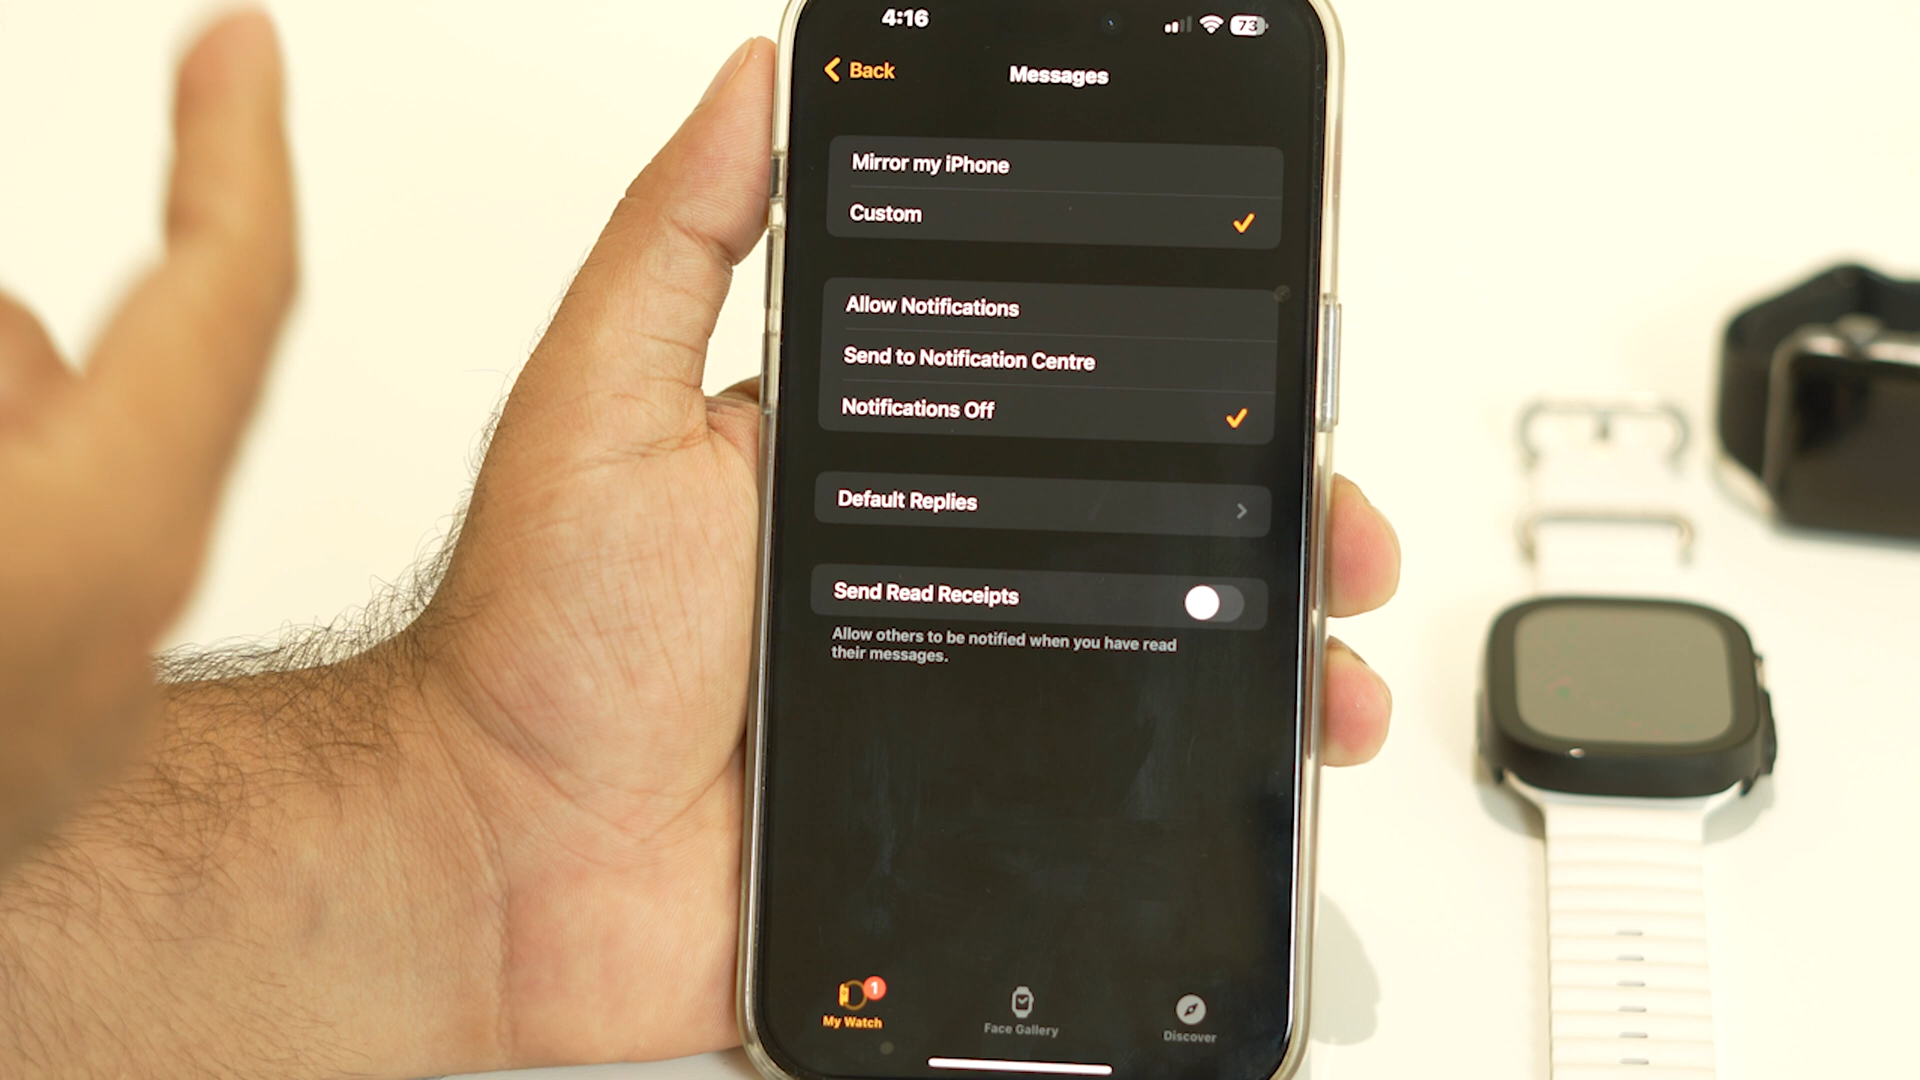 4:16
73
Back
Messages
Mirror my iPhone
Custom
Allow Notifications
Send to Notification Centre
Notifications Off
Default Replies
Send Read Receipts
Allow others to be notified when you have read
their messages.
1
My Watch
Face Gallery
Discover